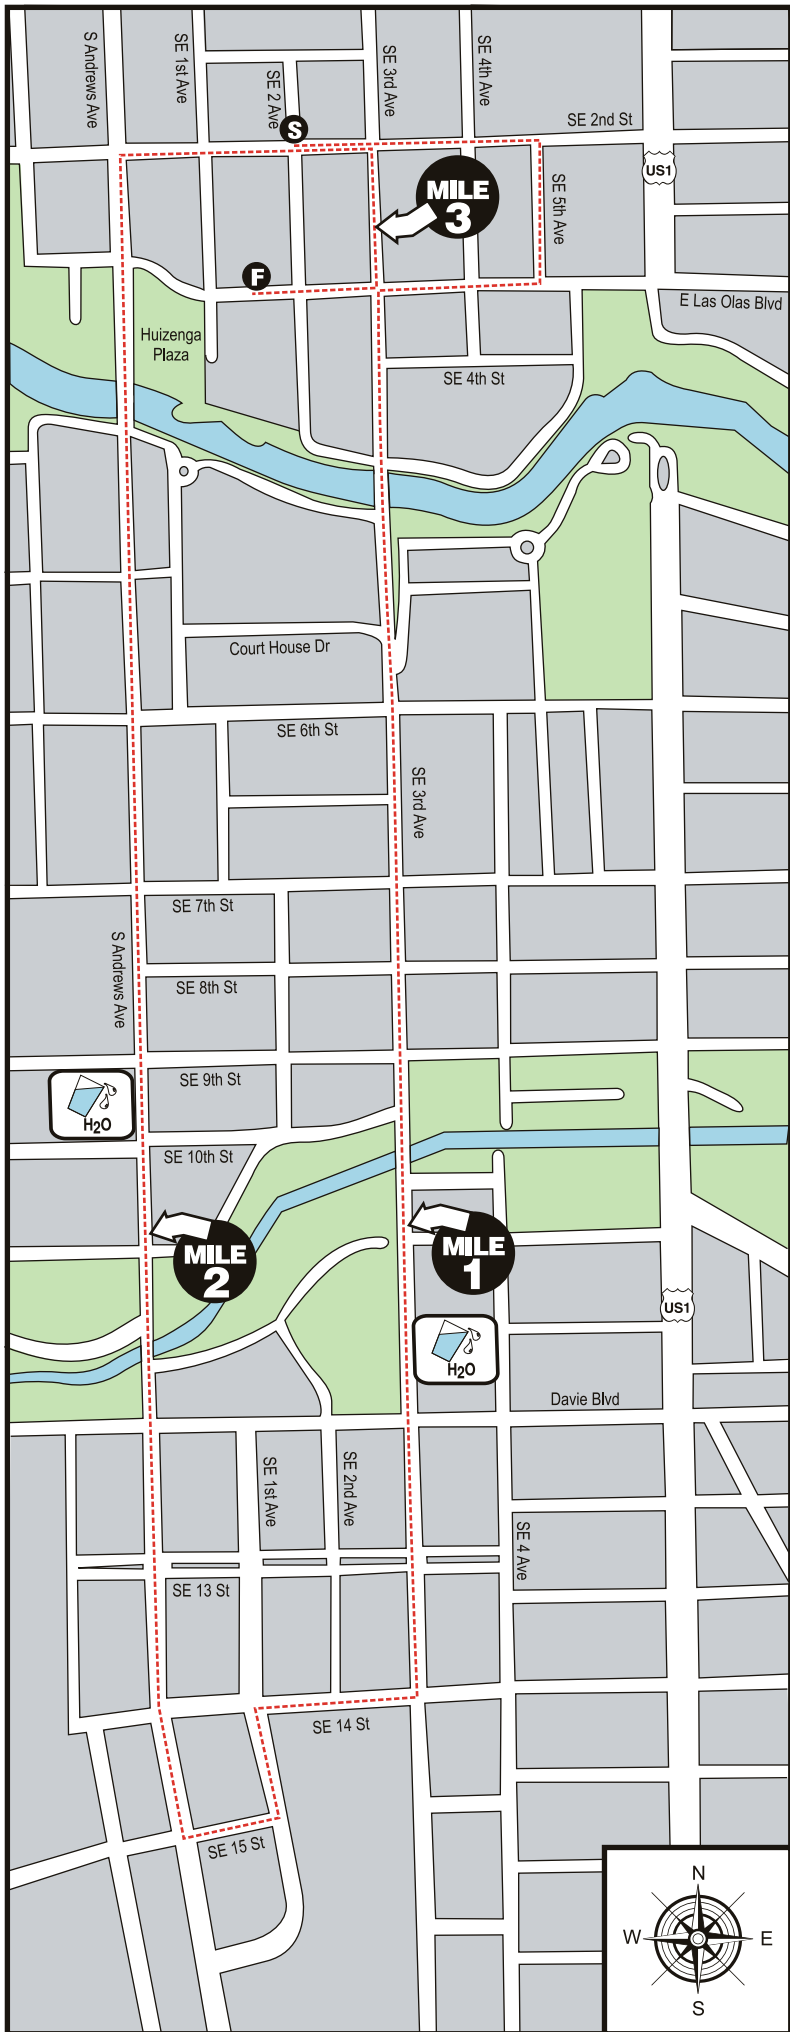 S Andrews Ave
SE 1st Ave
SE 2 Ave
SE 3rd Ave
SE 4th Ave
SE 2nd St
S
US1
MILE
3
SE 5th Ave
F
E Las Olas Blvd
Huizenga
Plaza
SE 4th St
Court House Dr
SE 6th St
SE 3rd Ave
SE 7th St
S Andrews Ave
SE 8th St
SE 9th St
H2O
SE 10th St
MILE
2
MILE
1
US1
H2O
Davie Blvd
SE 1st Ave
SE 2nd Ave
SE 4 Ave
SE 13 St
SE 14 St
SE 15 St
N
W
E
S